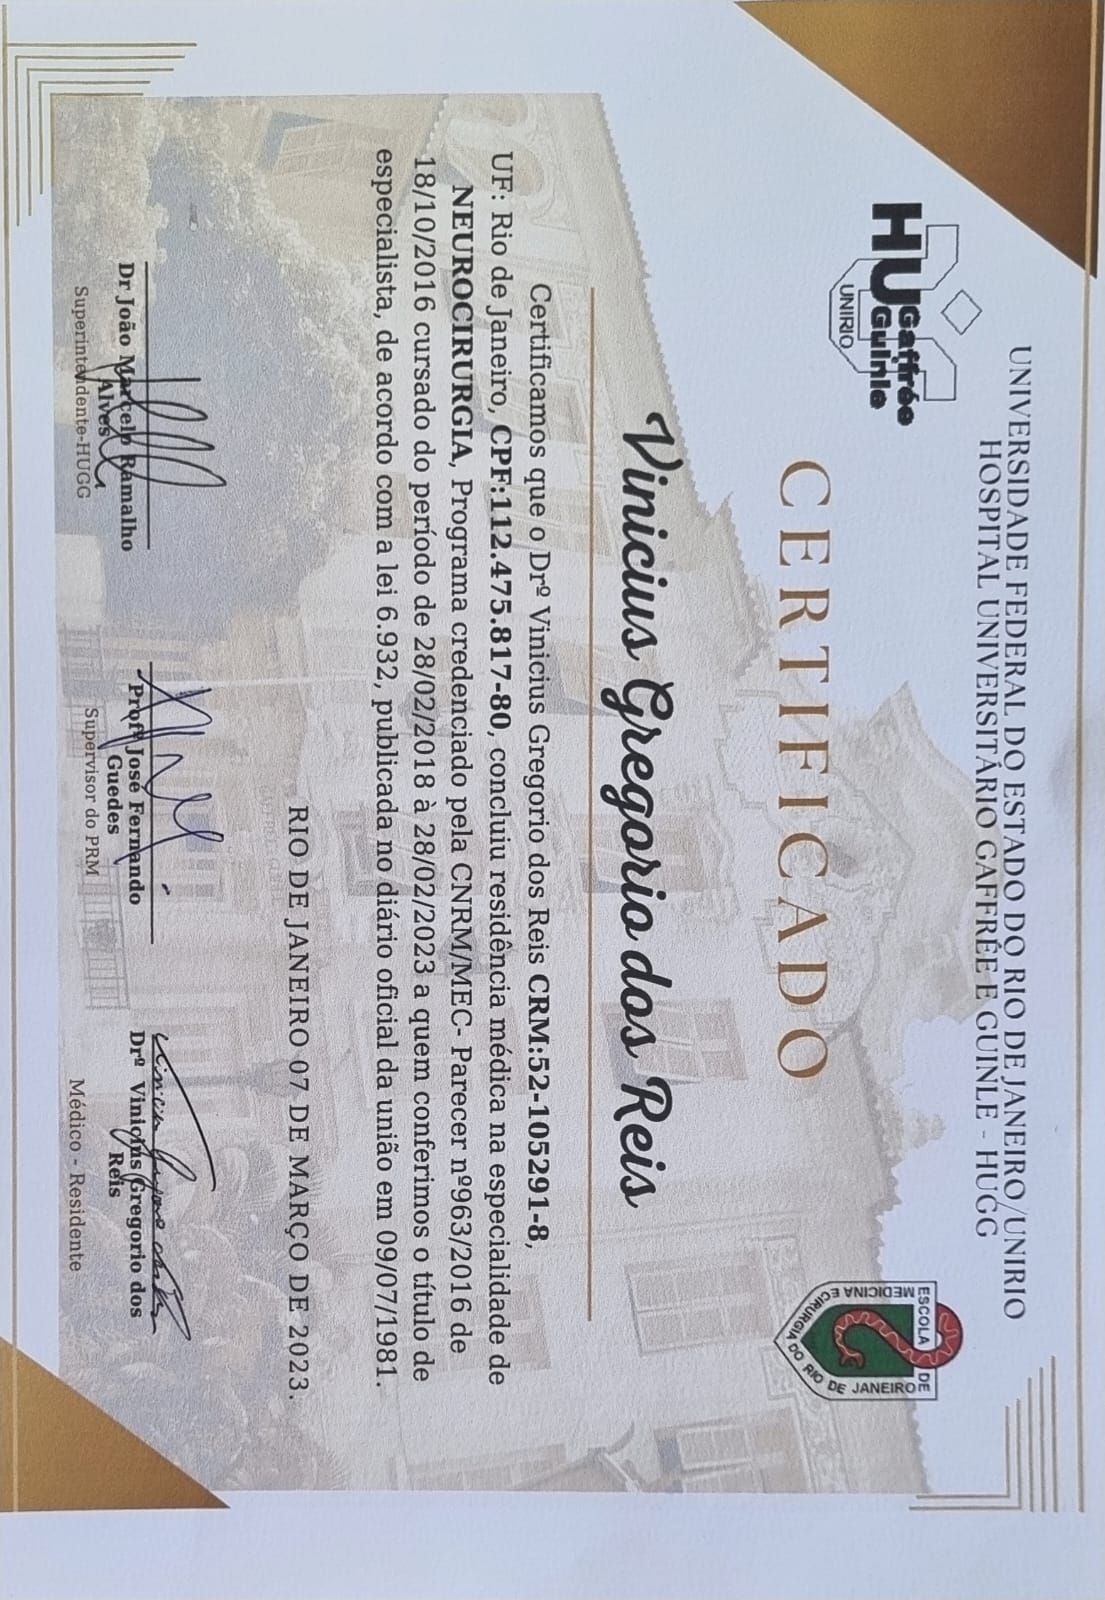 UNIVERSIDADE FEDERAL DO ESTADO DO RIO DE JANEIRO/UNIRIO
HOSPITAL UNIVERSITÁRIO GAFFRÉE E GUINLE - HUGG
HU Gaffrée
Guinle
UNIRIO
ESCOLA DE
MEDICINA E CIRURGIA DO RIO DE JANEIRO
CERTIFICADO
Vinicius Gregorio dos Reis
Certificamos que o Drº Vinicius Gregorio dos Reis CRM:52-105291-8,
UF: Rio de Janeiro, CPF:112.475.817-80, concluiu residência médica na especialidade de
NEUROCIRURGIA, Programa credenciado pela CNRM/MEC- Parecer nº963/2016 de
18/10/2016 cursado do período de 28/02/2018 à 28/02/2023 a quem conferimos o título de
especialista, de acordo com a lei 6.932, publicada no diário oficial da união em 09/07/1981.
RIO DE JANEIRO 07 DE MARÇO DE 2023.
Dr João Marcelo Ramalho
Alves
Superintendente-HUGG
Profº José Fernando
Guedes
Supervisor do PRM
Drº Vinicius Gregorio dos
Reis
Médico - Residente